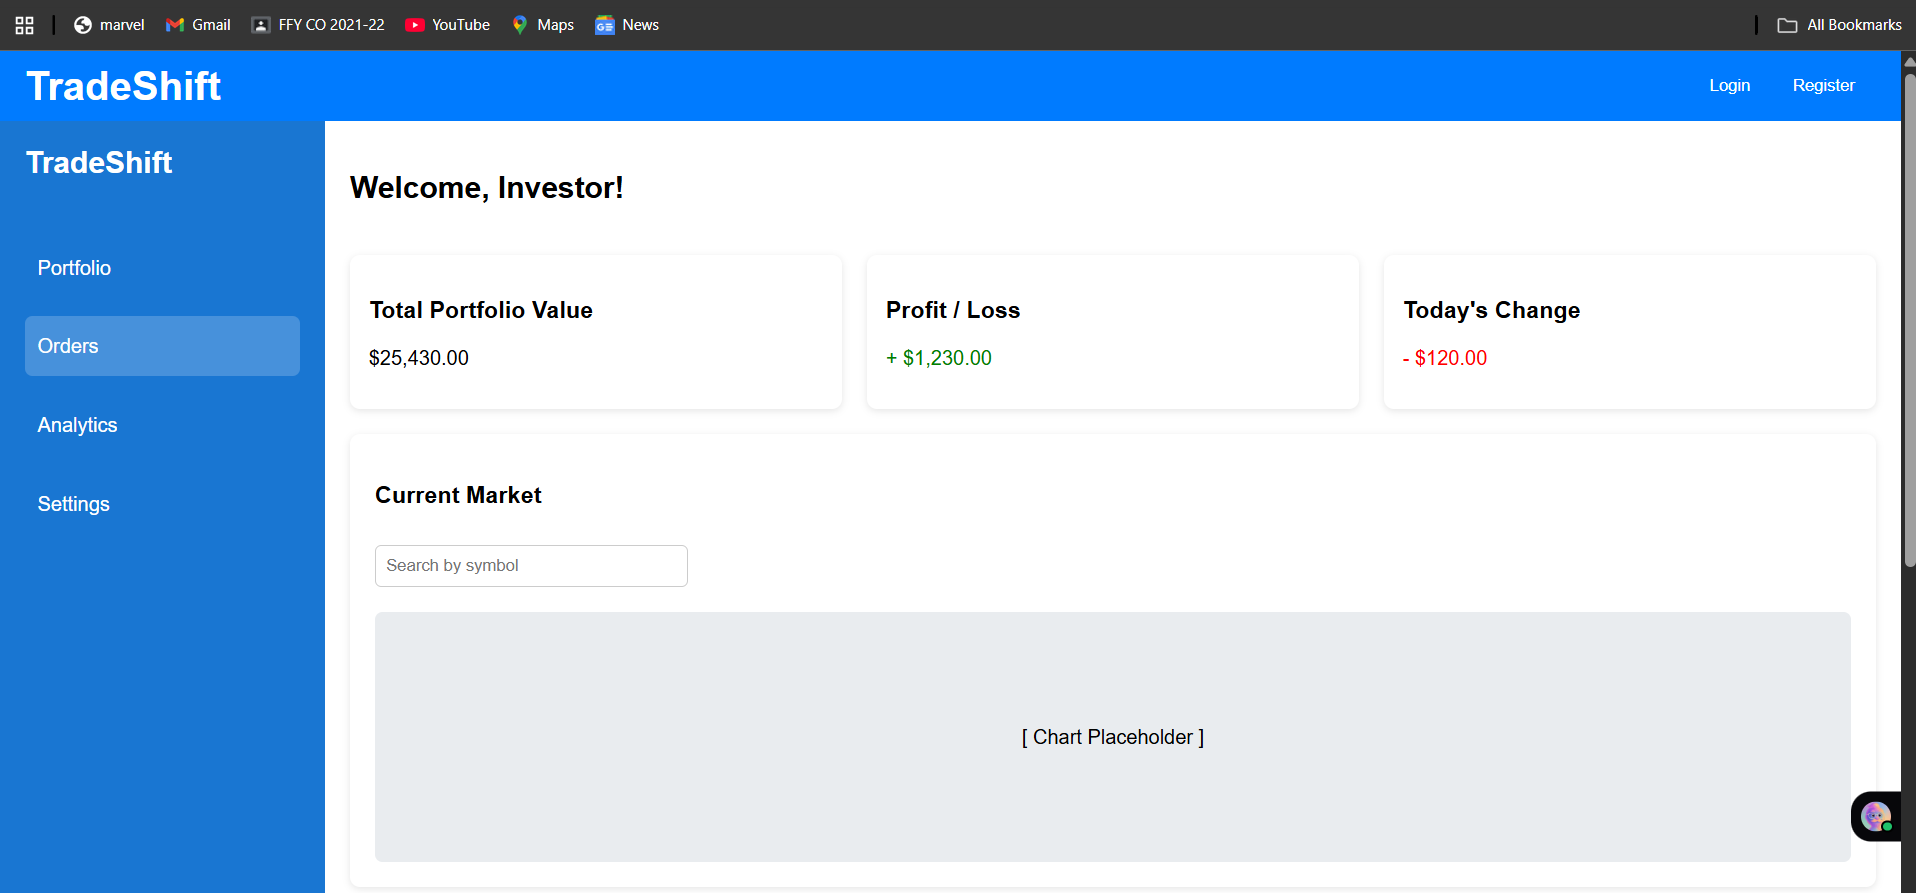 marvel Gmail FFY CO 2021-22 YouTube Maps News All Bookmarks
TradeShift Login Register
TradeShift
Portfolio
Orders
Analytics
Settings
Welcome, Investor!
Total Portfolio Value
$25,430.00
Profit / Loss
+ $1,230.00
Today's Change
- $120.00
Current Market
Search by symbol
[ Chart Placeholder ]